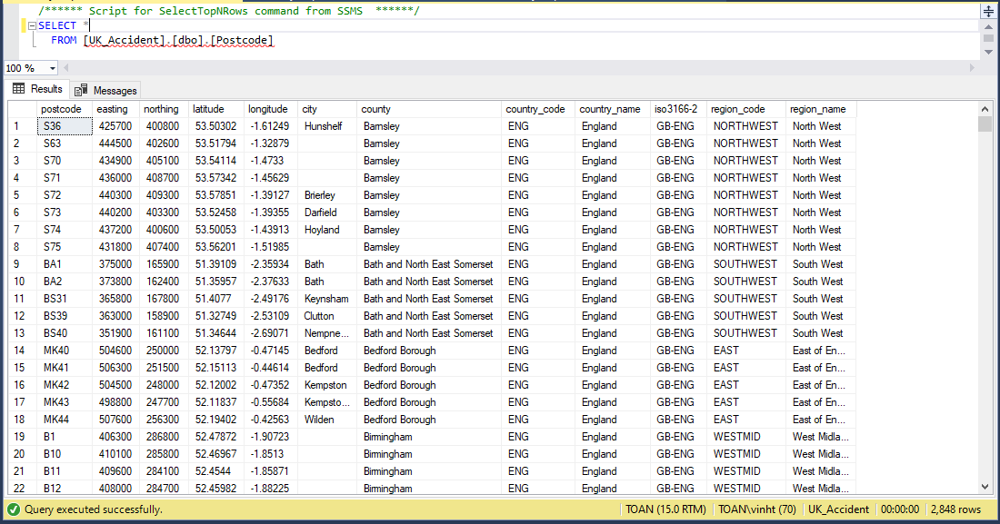 /****** Script for SelectTopNRows command from SSMS  ******/
SELECT *
FROM [UK_Accident].[dbo].[Postcode]
100 %
Results Messages
postcode easting northing latitude longitude city county country_code country_name iso3166-2 region_code region_name
1 S36 425700 400800 53.50302 -1.61249 Hunshelf Barnsley ENG England GB-ENG NORTHWEST North West
2 S63 444500 402600 53.51794 -1.32879 Barnsley ENG England GB-ENG NORTHWEST North West
3 S70 434900 405100 53.54114 -1.4733 Barnsley ENG England GB-ENG NORTHWEST North West
4 S71 436000 408700 53.57342 -1.45629 Barnsley ENG England GB-ENG NORTHWEST North West
5 S72 440300 409300 53.57851 -1.39127 Brierley Barnsley ENG England GB-ENG NORTHWEST North West
6 S73 440200 403300 53.52458 -1.39355 Darfield Barnsley ENG England GB-ENG NORTHWEST North West
7 S74 437200 400600 53.50053 -1.43913 Hoyland Barnsley ENG England GB-ENG NORTHWEST North West
8 S75 431800 407400 53.56201 -1.51985 Barnsley ENG England GB-ENG NORTHWEST North West
9 BA1 375000 165900 51.39109 -2.35934 Bath Bath and North East Somerset ENG England GB-ENG SOUTHWEST South West
10 BA2 373800 162400 51.35957 -2.37633 Bath Bath and North East Somerset ENG England GB-ENG SOUTHWEST South West
11 BS31 365800 167800 51.4077 -2.49176 Keynsham Bath and North East Somerset ENG England GB-ENG SOUTHWEST South West
12 BS39 363000 158900 51.32749 -2.53109 Clutton Bath and North East Somerset ENG England GB-ENG SOUTHWEST South West
13 BS40 351900 161100 51.34644 -2.69071 Nempne... Bath and North East Somerset ENG England GB-ENG SOUTHWEST South West
14 MK40 504600 250000 52.13797 -0.47145 Bedford Bedford Borough ENG England GB-ENG EAST East of En...
15 MK41 506300 251500 52.15113 -0.44614 Bedford Bedford Borough ENG England GB-ENG EAST East of En...
16 MK42 504500 248000 52.12002 -0.47352 Kempston Bedford Borough ENG England GB-ENG EAST East of En...
17 MK43 498800 247700 52.11837 -0.55684 Kempsto... Bedford Borough ENG England GB-ENG EAST East of En...
18 MK44 507600 256300 52.19402 -0.42563 Wilden Bedford Borough ENG England GB-ENG EAST East of En...
19 B1 406300 286800 52.47872 -1.90723 Birmingham ENG England GB-ENG WESTMID West Midla...
20 B10 410100 285800 52.46967 -1.8513 Birmingham ENG England GB-ENG WESTMID West Midla...
21 B11 409600 284100 52.4544 -1.85871 Birmingham ENG England GB-ENG WESTMID West Midla...
22 B12 408000 284700 52.45982 -1.88225 Birmingham ENG England GB-ENG WESTMID West Midla...
Query executed successfully. TOAN (15.0 RTM) TOAN\vinht (70) UK_Accident 00:00:00 2,848 rows